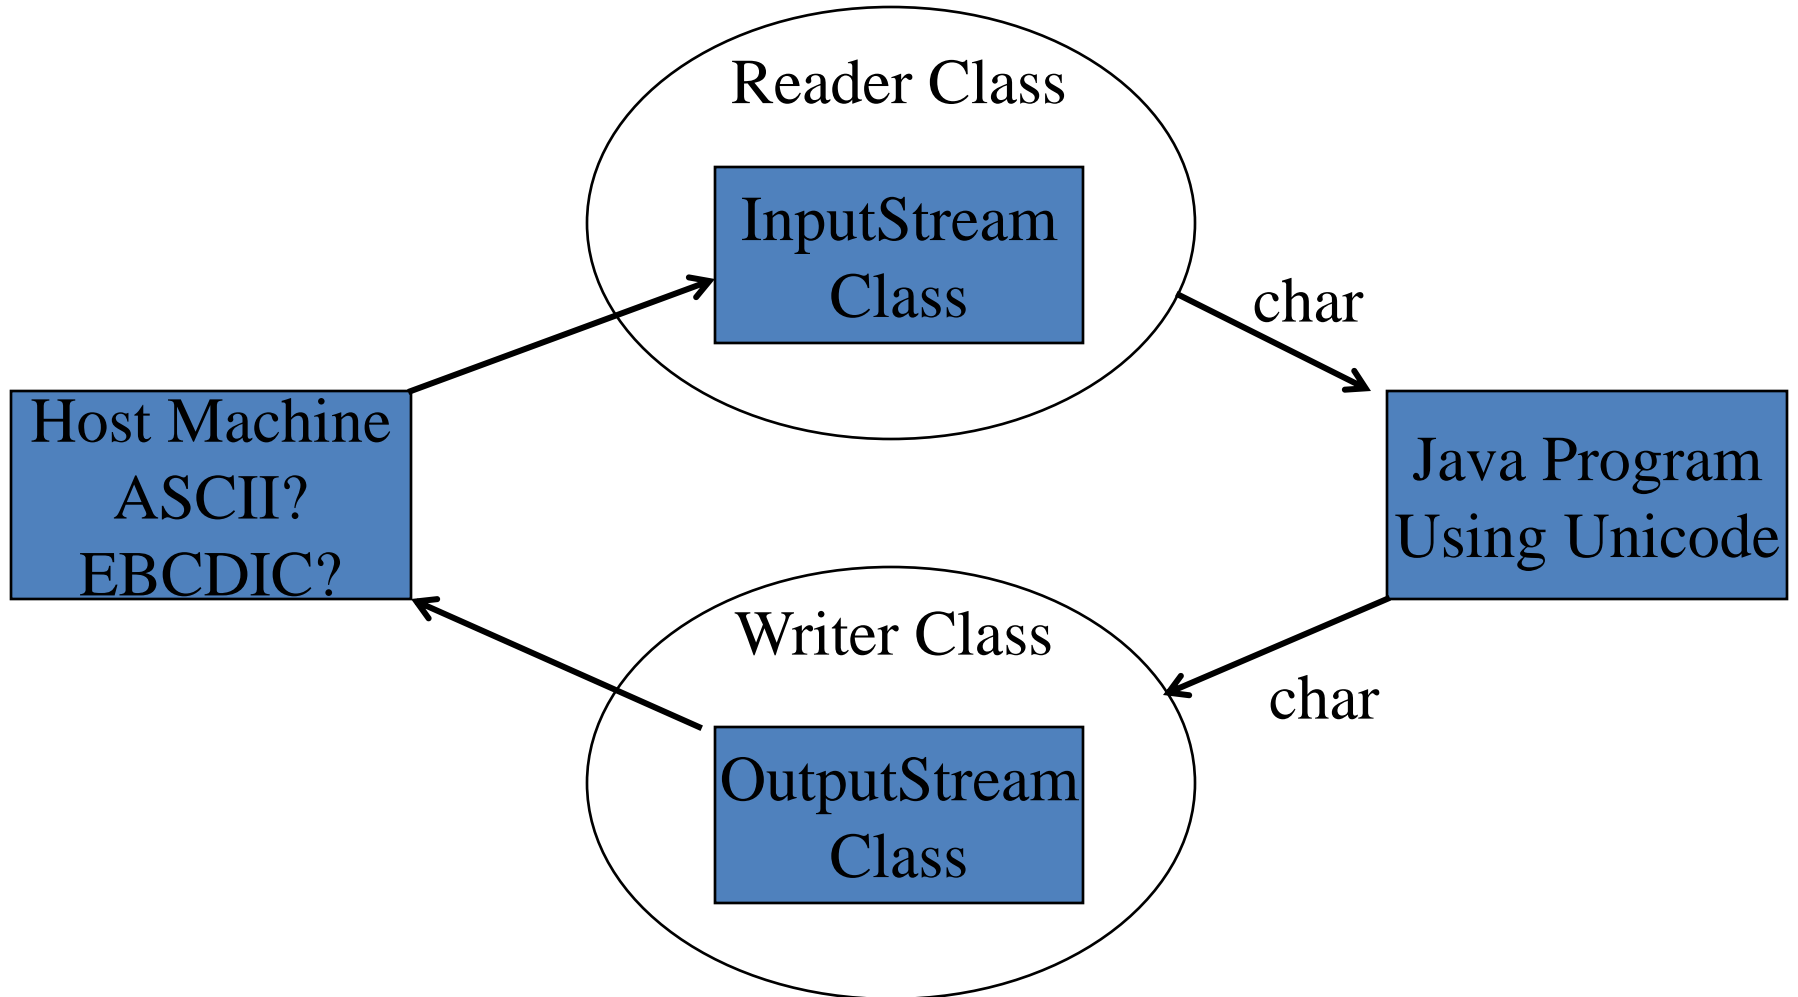 Reader Class
InputStream
Class
char
Host Machine
ASCII?
EBCDIC?
Java Program
Using Unicode
Writer Class
char
OutputStream
Class